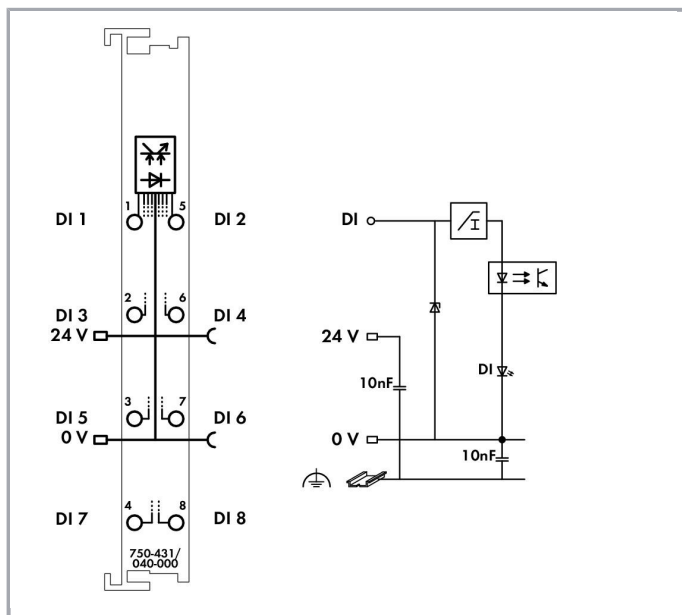 1 5
DI 1 DI 2
2 6
DI 3 DI 4
24 V
3 7
DI 5 DI 6
0 V
4 8
DI 7 DI 8
750-431/
040-000
DI
I
24 V
10nF
DI
0 V
10nF